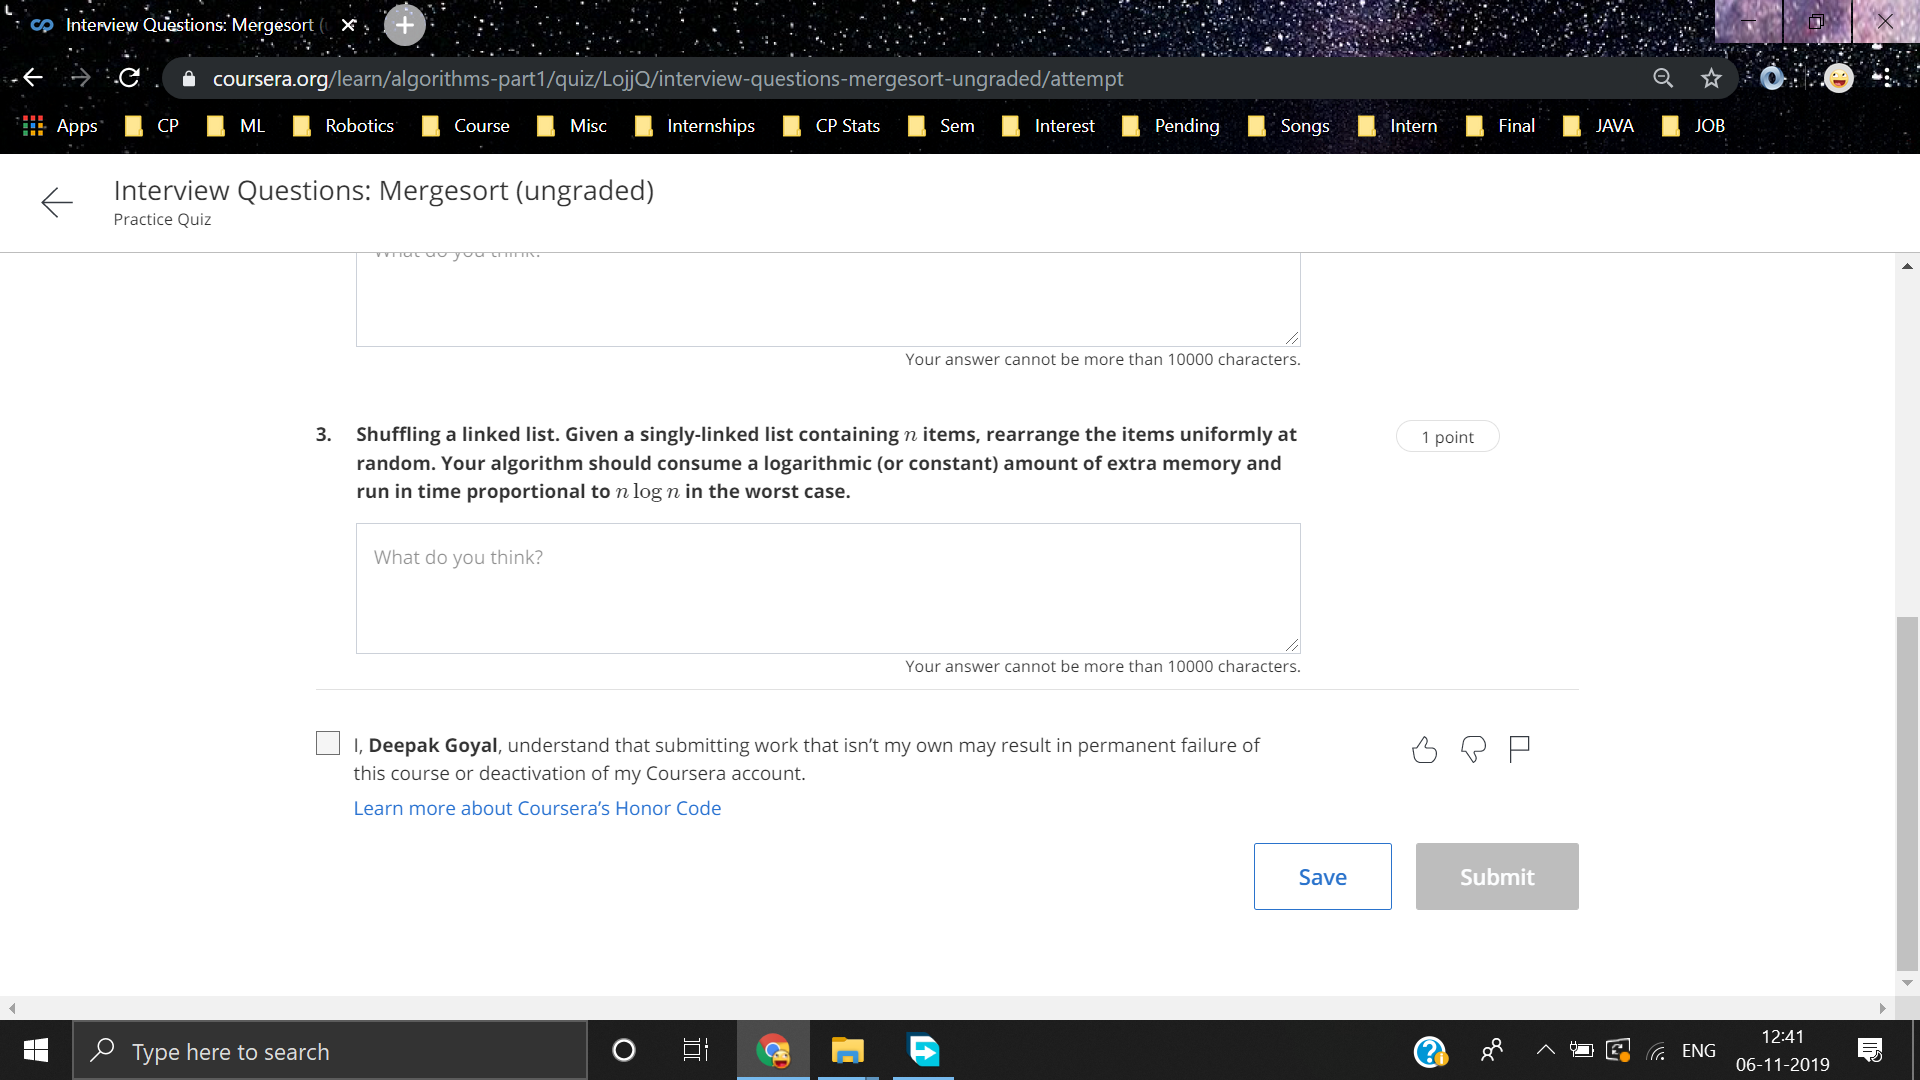 Interview Questions: Mergesort (
coursera.org/learn/algorithms-part1/quiz/LojjQ/interview-questions-mergesort-ungraded/attempt
Apps CP ML Robotics Course Misc Internships CP Stats Sem Interest Pending Songs Intern Final JAVA JOB
Interview Questions: Mergesort (ungraded)
Practice Quiz
What do you think?
Your answer cannot be more than 10000 characters.
3. Shuffling a linked list. Given a singly-linked list containing n items, rearrange the items uniformly at
random. Your algorithm should consume a logarithmic (or constant) amount of extra memory and
run in time proportional to n log n in the worst case.
1 point
What do you think?
Your answer cannot be more than 10000 characters.
I, Deepak Goyal, understand that submitting work that isn't my own may result in permanent failure of
this course or deactivation of my Coursera account.
Learn more about Coursera's Honor Code
Save Submit
Type here to search
ENG
12:41
06-11-2019